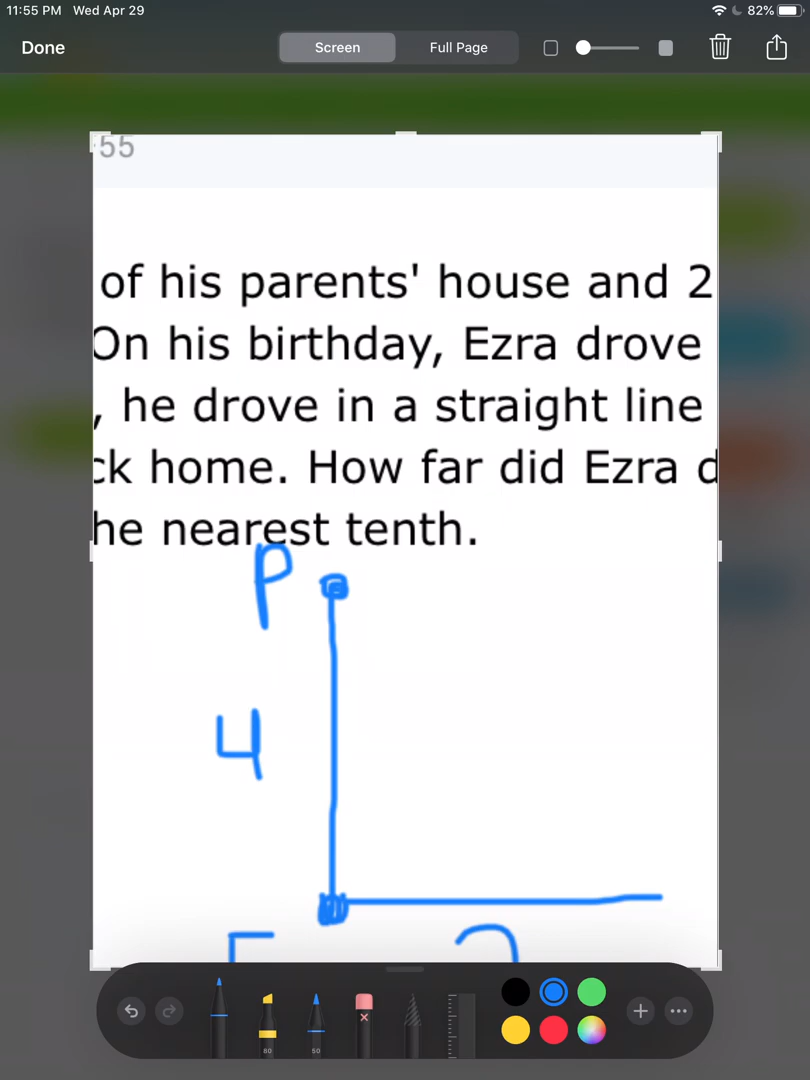 11:55 PM Wed Apr 29 82%
Done Screen Full Page
55
of his parents' house and 2
On his birthday, Ezra drove
, he drove in a straight line
ck home. How far did Ezra d
he nearest tenth.
P
4
80 50